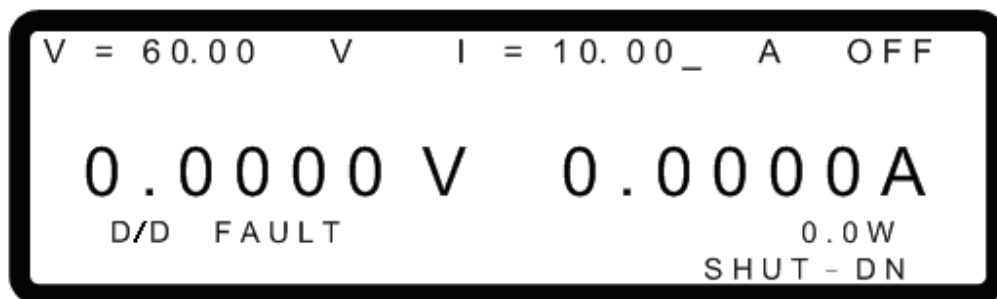 V = 60.00 V I = 10.00_ A OFF
0.0000 V 0.0000A
D/D FAULT 0.0W
SHUT-DN